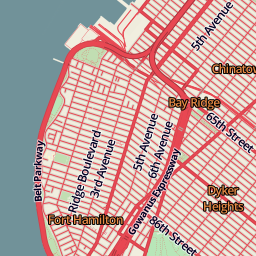 5th Avenue
Chinatow
Bay Ridge
65th Street
5th Avenue
6th Avenue
Belt Parkway
Ridge Boulevard
3rd Avenue
Dyker
Heights
Gowanus Expressway
Fort Hamilton
86th Street